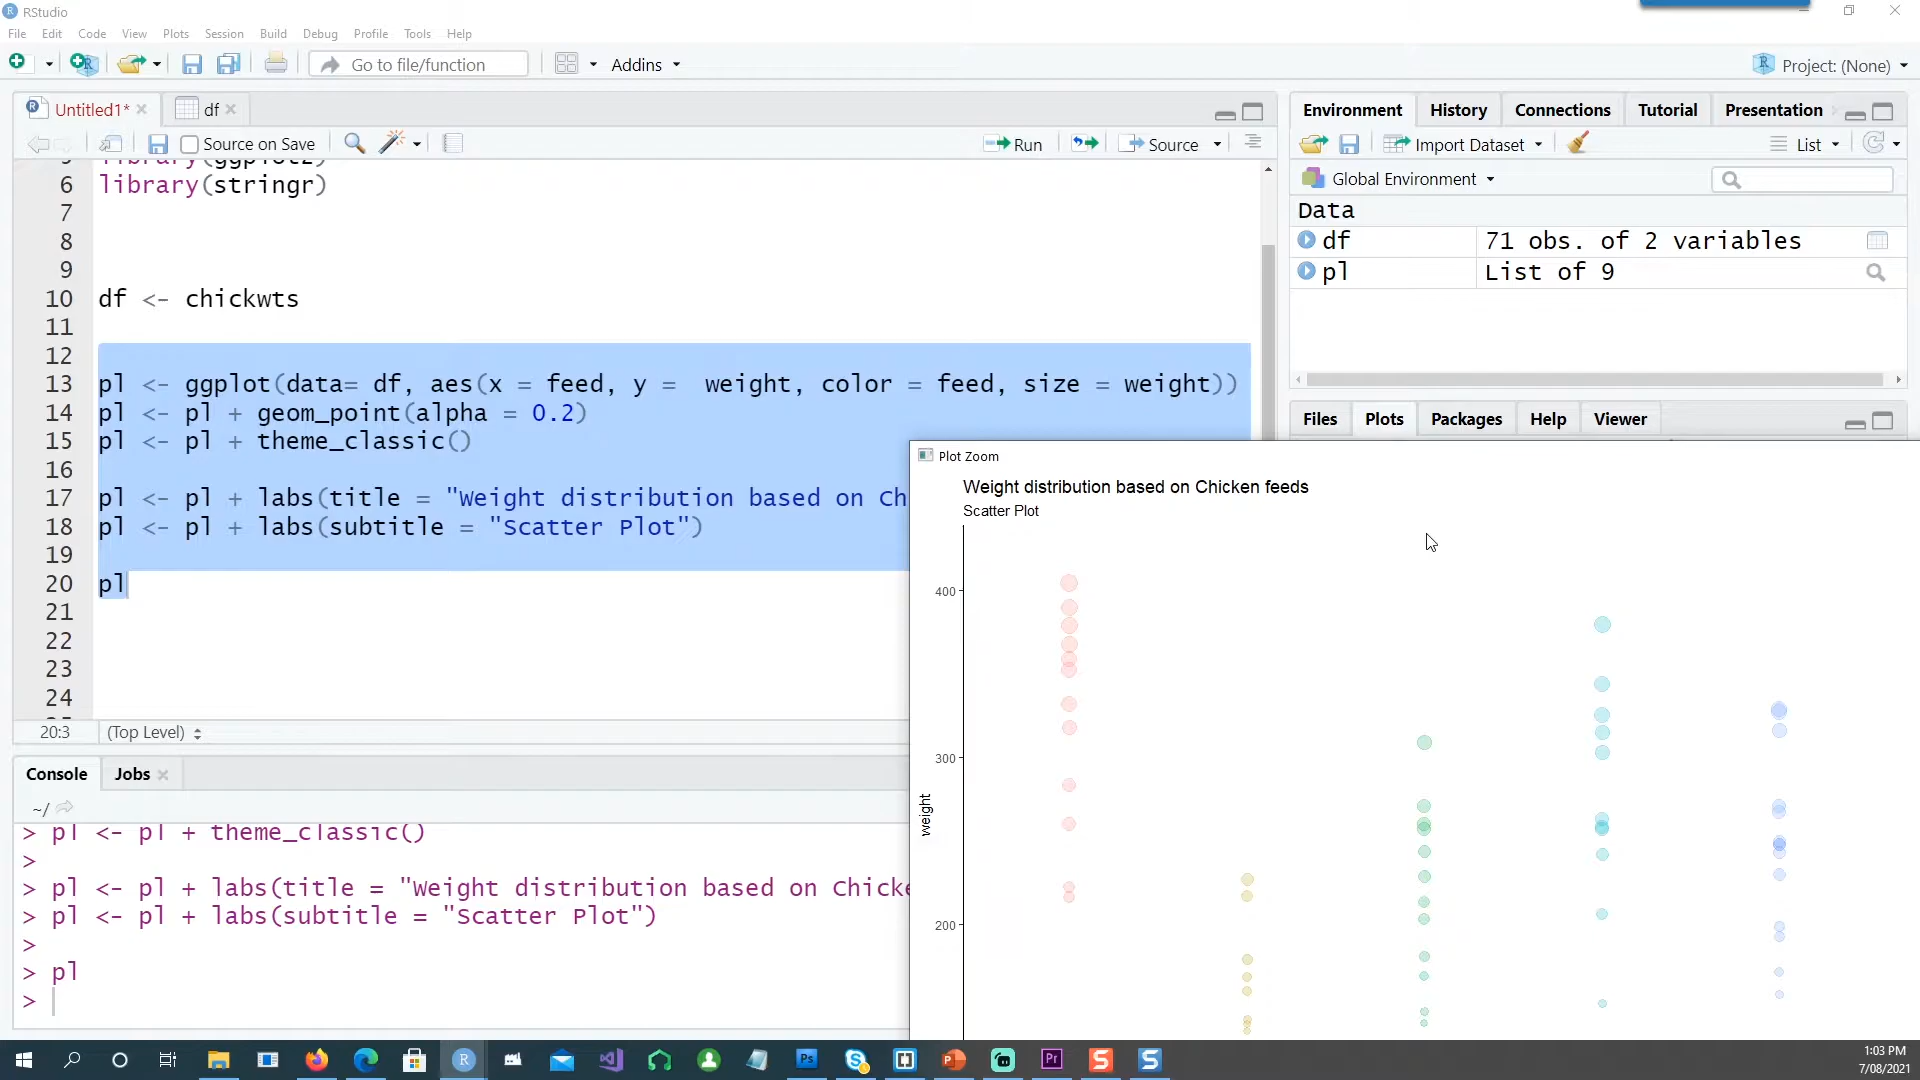 RStudio
File Edit Code View Plots Session Build Debug Profile Tools Help
Go to file/function
Addins
Project: (None)
Untitled1*
df
Source on Save
Run
Source
6 library(stringr)
7
8
9
10 df <- chickwts
11
12
13 pl <- ggplot(data= df, aes(x = feed, y =  weight, color = feed, size = weight))
14 pl <- pl + geom_point(alpha = 0.2)
15 pl <- pl + theme_classic()
16
17 pl <- pl + labs(title = "Weight distribution based on Ch
18 pl <- pl + labs(subtitle = "Scatter Plot")
19
20 pl
21
22
23
24
20:3 (Top Level)
Console Jobs
~/
> pl <- pl + theme_classic()
>
> pl <- pl + labs(title = "Weight distribution based on Chicke
> pl <- pl + labs(subtitle = "Scatter Plot")
>
> pl
>
Environment History Connections Tutorial Presentation
Import Dataset
List
Global Environment
Data
df 71 obs. of 2 variables
pl List of 9
Files Plots Packages Help Viewer
Plot Zoom
Weight distribution based on Chicken feeds
Scatter Plot
400
300
200
weight
1:03 PM
7/08/2021